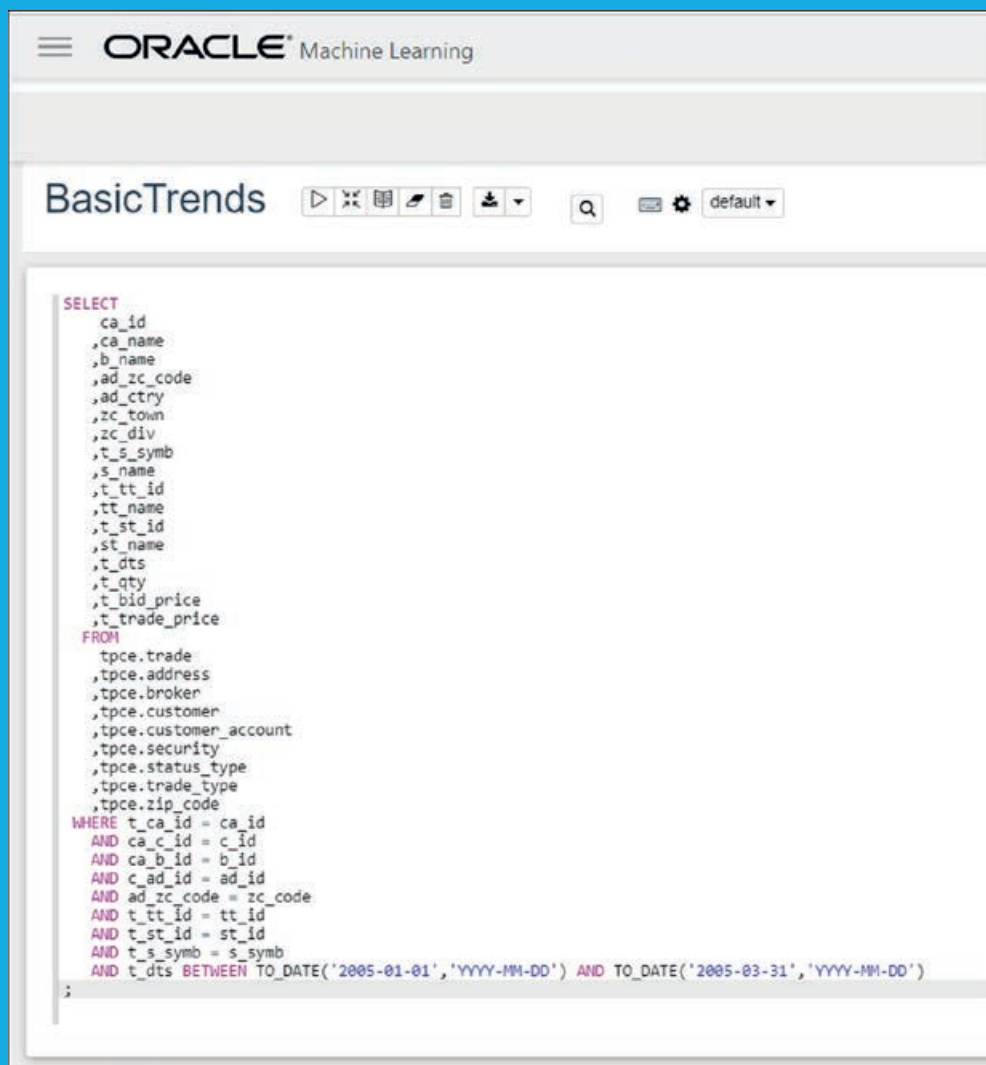 ORACLE Machine Learning
BasicTrends
default
SELECT
ca_id
,ca_name
,b_name
,ad_zc_code
,ad_ctry
,zc_town
,zc_div
,t_s_symb
,s_name
,t_tt_id
,tt_name
,t_st_id
,st_name
,t_dts
,t_qty
,t_bid_price
,t_trade_price
FROM
tpce.trade
,tpce.address
,tpce.broker
,tpce.customer
,tpce.customer_account
,tpce.security
,tpce.status_type
,tpce.trade_type
,tpce.zip_code
WHERE t_ca_id = ca_id
AND ca_c_id = c_id
AND ca_b_id = b_id
AND c_ad_id = ad_id
AND ad_zc_code = zc_code
AND t_tt_id = tt_id
AND t_st_id = st_id
AND t_s_symb = s_symb
AND t_dts BETWEEN TO_DATE('2005-01-01','YYYY-MM-DD') AND TO_DATE('2005-03-31','YYYY-MM-DD')
;